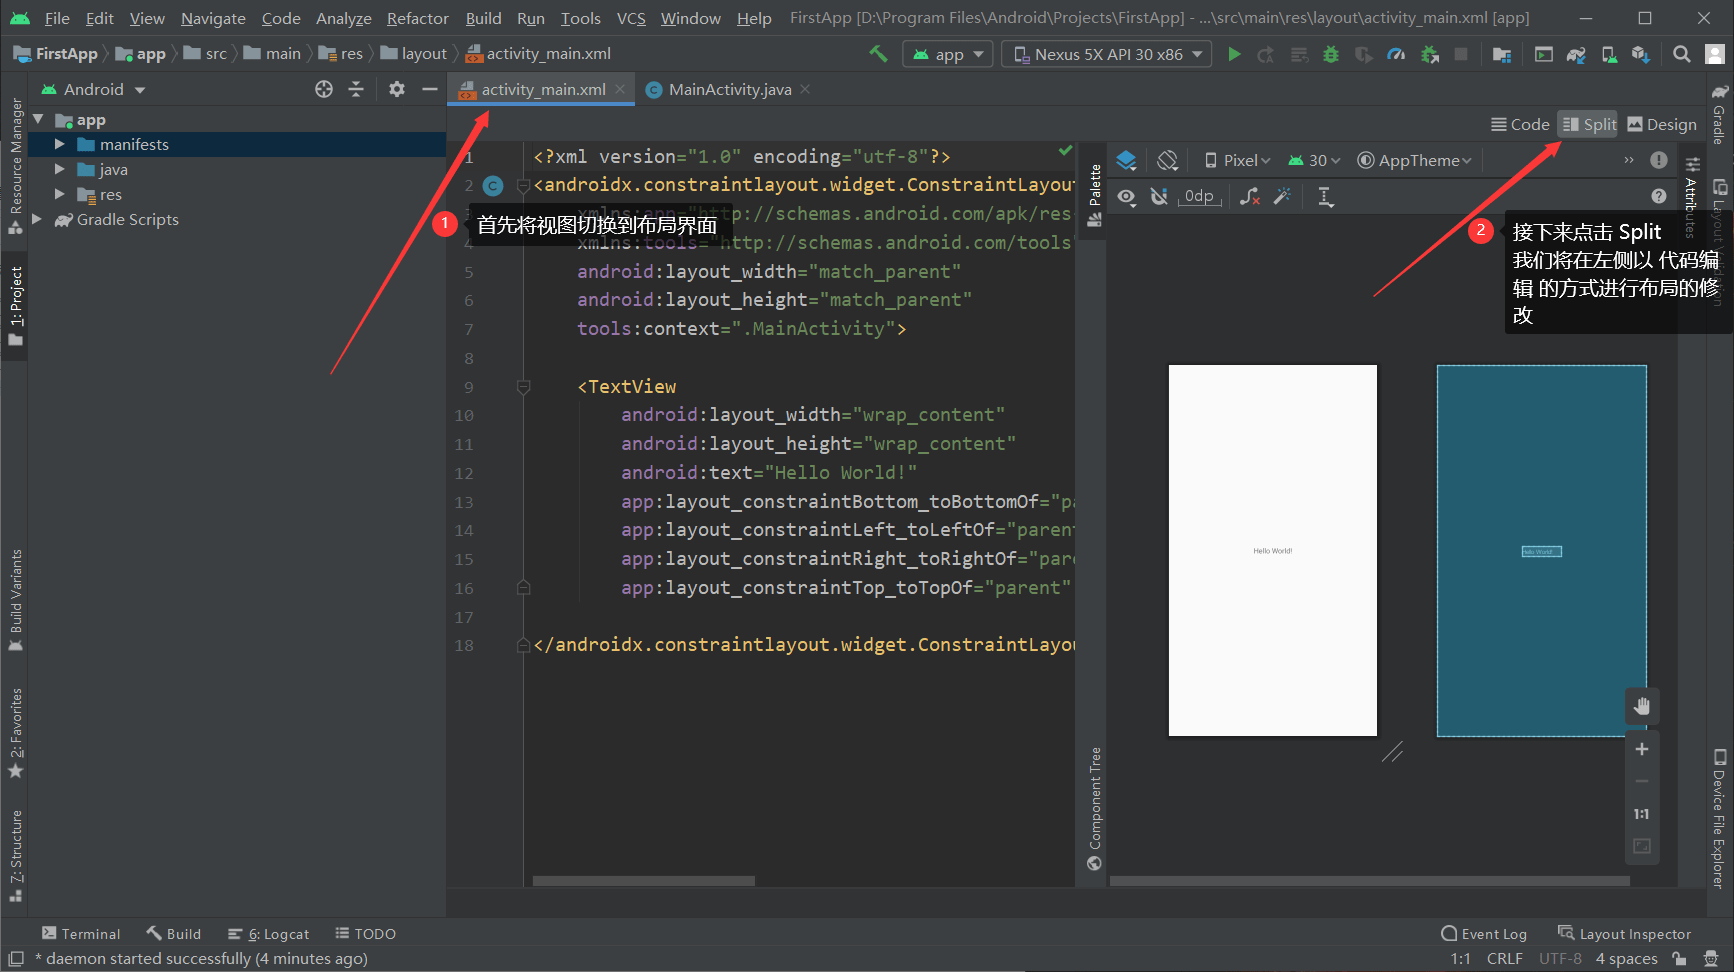 File Edit View Navigate Code Analyze Refactor Build Run Tools VCS Window Help FirstApp [D:\Program Files\Android\Projects\FirstApp] - ...\src\main\res\layout\activity_main.xml [app]
FirstApp app src main res layout activity_main.xml app Nexus 5X API 30 x86
Android activity_main.xml MainActivity.java
Code Split Design
app
manifests
java
res
Gradle Scripts
Resource Manager
1: Project
Build Variants
2: Favorites
Z: Structure
1 <?xml version="1.0" encoding="utf-8"?>
2 <androidx.constraintlayout.widget.ConstraintLayout
xmlns:app="http://schemas.android.com/apk/res-
4 xmlns:tools="http://schemas.android.com/tools"
5 android:layout_width="match_parent"
6 android:layout_height="match_parent"
7 tools:context=".MainActivity">
8
9 <TextView
10 android:layout_width="wrap_content"
11 android:layout_height="wrap_content"
12 android:text="Hello World!"
13 app:layout_constraintBottom_toBottomOf="pa
14 app:layout_constraintLeft_toLeftOf="parent
15 app:layout_constraintRight_toRightOf="pare
16 app:layout_constraintTop_toTopOf="parent"
17
18 </androidx.constraintlayout.widget.ConstraintLayou
1 首先将视图切换到布局界面
Palette
Component Tree
Pixel 30 AppTheme
0dp
2 接下来点击 Split
我们将在左侧以 代码编
辑 的方式进行布局的修
改
Hello World!
Hello World!
1:1
Attributes
Gradle
Layout Validation
Device File Explorer
Terminal Build 6: Logcat TODO Event Log Layout Inspector
* daemon started successfully (4 minutes ago) 1:1 CRLF UTF-8 4 spaces